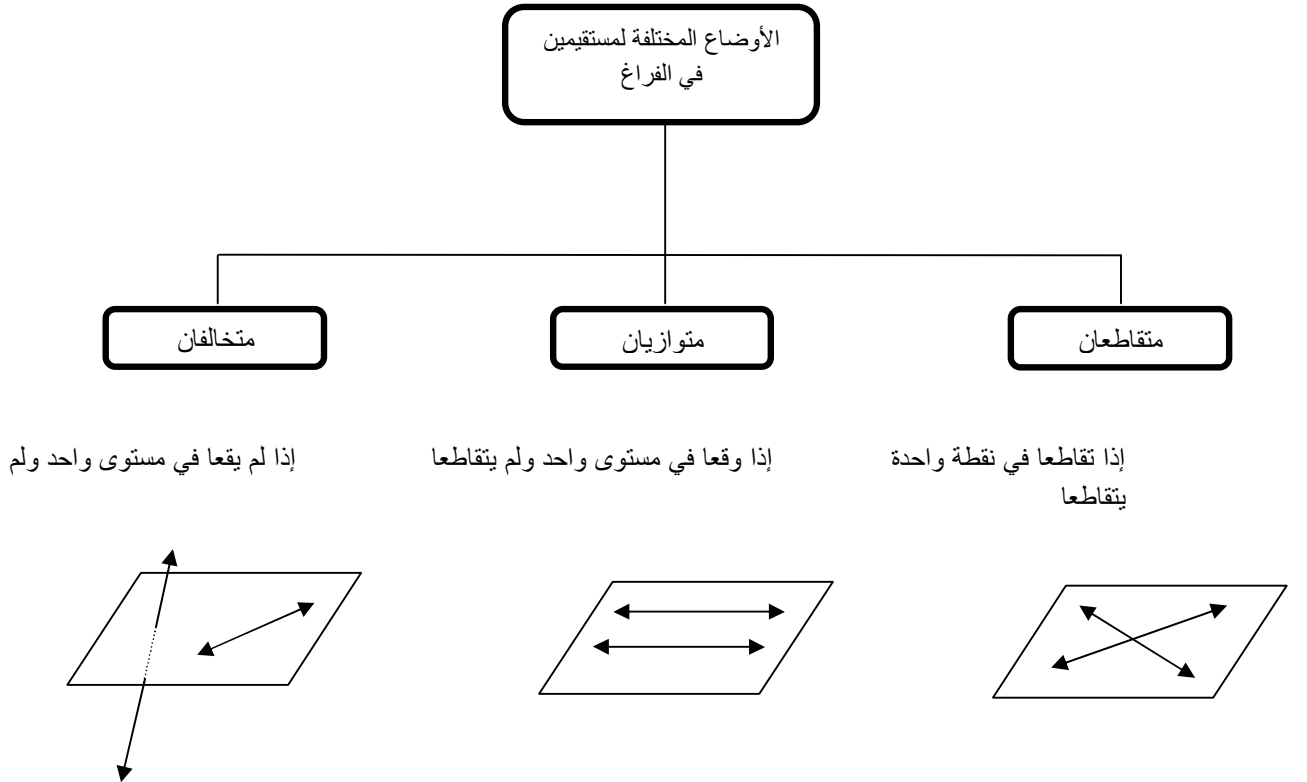 الأوضاع المختلفة لمستقيمين
في الفراغ
متقاطعان
متوازيان
متخالفان
إذا تقاطعا في نقطة واحدة
إذا وقعا في مستوى واحد ولم يتقاطعا
إذا لم يقعا في مستوى واحد ولم
يتقاطعا